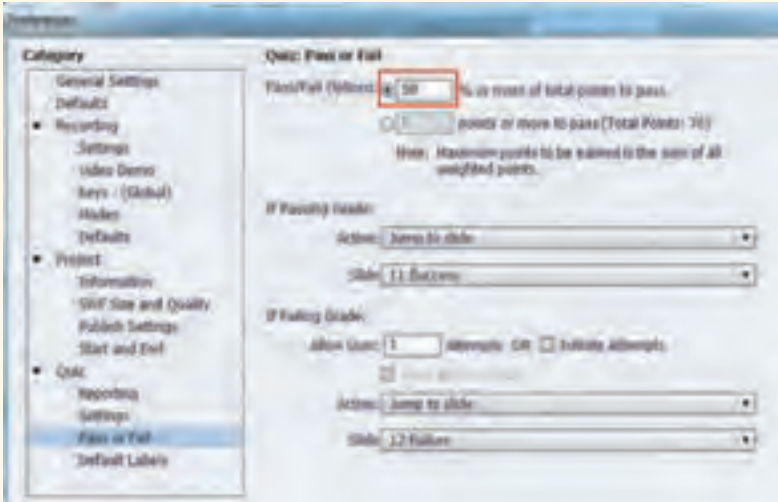 Preferences
Category
General Settings
Defaults
Recording
Settings
Video Demo
Keys - (Global)
Modes
Defaults
Project
Information
SWF Size and Quality
Publish Settings
Start and End
Quiz
Reporting
Settings
Pass or Fail
Default Labels
Quiz: Pass or Fail
Pass/Fail Options: 50 % or more of total points to pass.
points or more to pass (Total Points:
Note: Maximum points to be earned is the sum of all
weighted points.
If Passing Grade:
Action: Jump to slide
Slide: 11 Success
If Failing Grade:
Allow User: 1 Attempts OR Infinite Attempts
Action: Jump to slide
Slide: 12 Failure